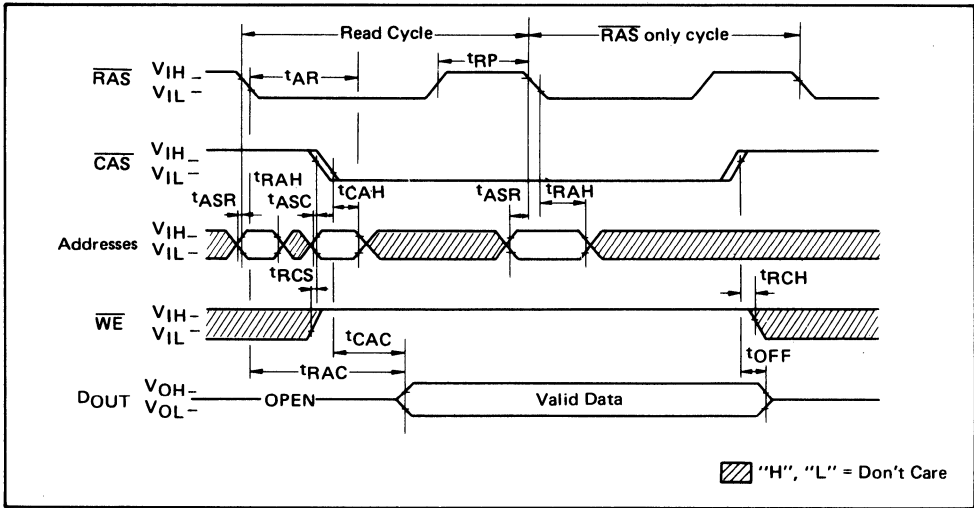 Read Cycle RAS only cycle
tRP
RAS VIH
VIL
tAR
CAS VIH
VIL
tRAH
tASR tASC tCAH tASR tRAH
Addresses VIH
VIL
tRCS tRCH
WE VIH
VIL
tCAC
tOFF
tRAC
DOUT VOH
VOL
OPEN Valid Data
"H", "L" = Don't Care